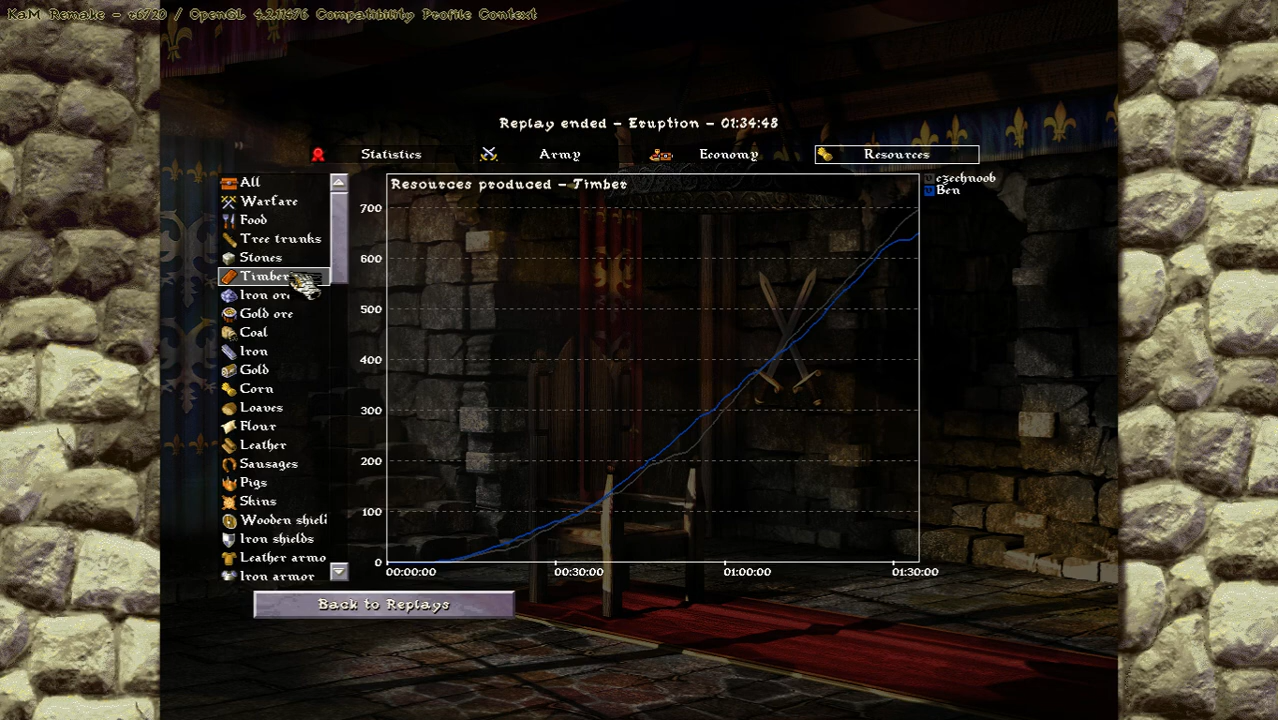 KaM Remake - r6720 / OpenGL 4.2.11476 Compatibility Profile Context
Replay ended - Eruption - 01:34:48
Statistics
Army
Economy
Resources
All
Warfare
Food
Tree trunks
Stones
Timber
Iron ore
Gold ore
Coal
Iron
Gold
Corn
Loaves
Flour
Leather
Sausages
Pigs
Skins
Wooden shiel
Iron shields
Leather armo
Iron armor
Back to Replays
Resources produced - Timber
700
600
500
400
300
200
100
0
00:00:00
00:30:00
01:00:00
01:30:00
czechnoob
Ben